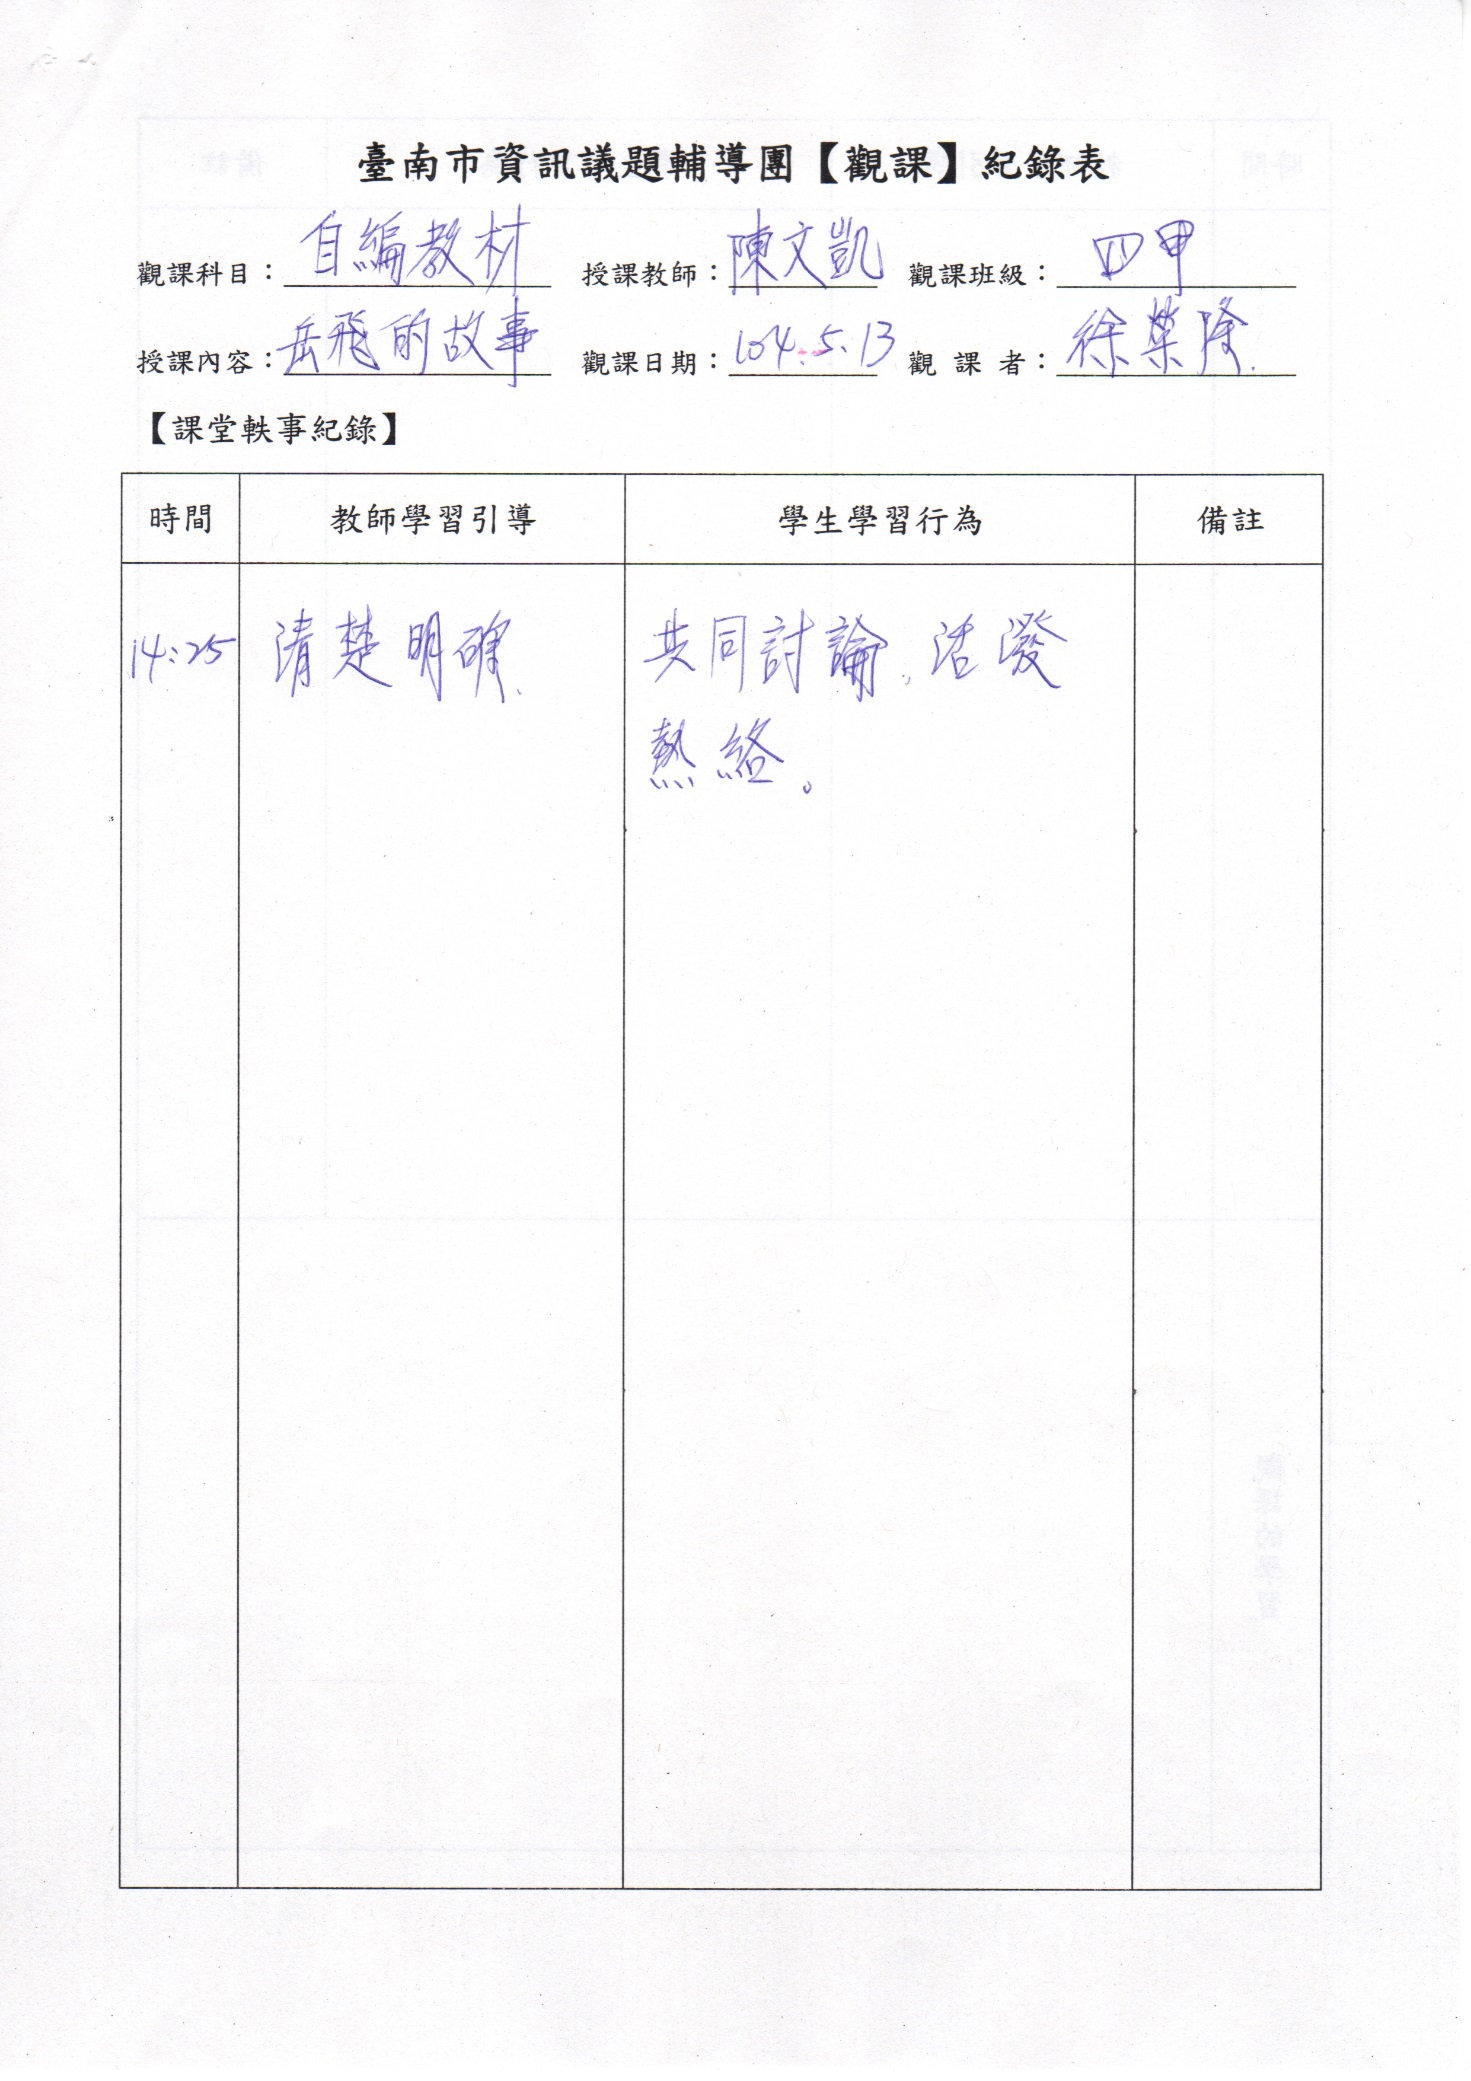 臺南市資訊議題輔導團【觀課】紀錄表
觀課科目：自編教材 授課教師：陳文凱 觀課班級：四甲
授課內容：岳飛的故事 觀課日期：104.5.13 觀 課 者：徐榮隆
【課堂軼事紀錄】
時間 教師學習引導 學生學習行為 備註
14:25 清楚明確、 共同討論，活潑
熱絡。